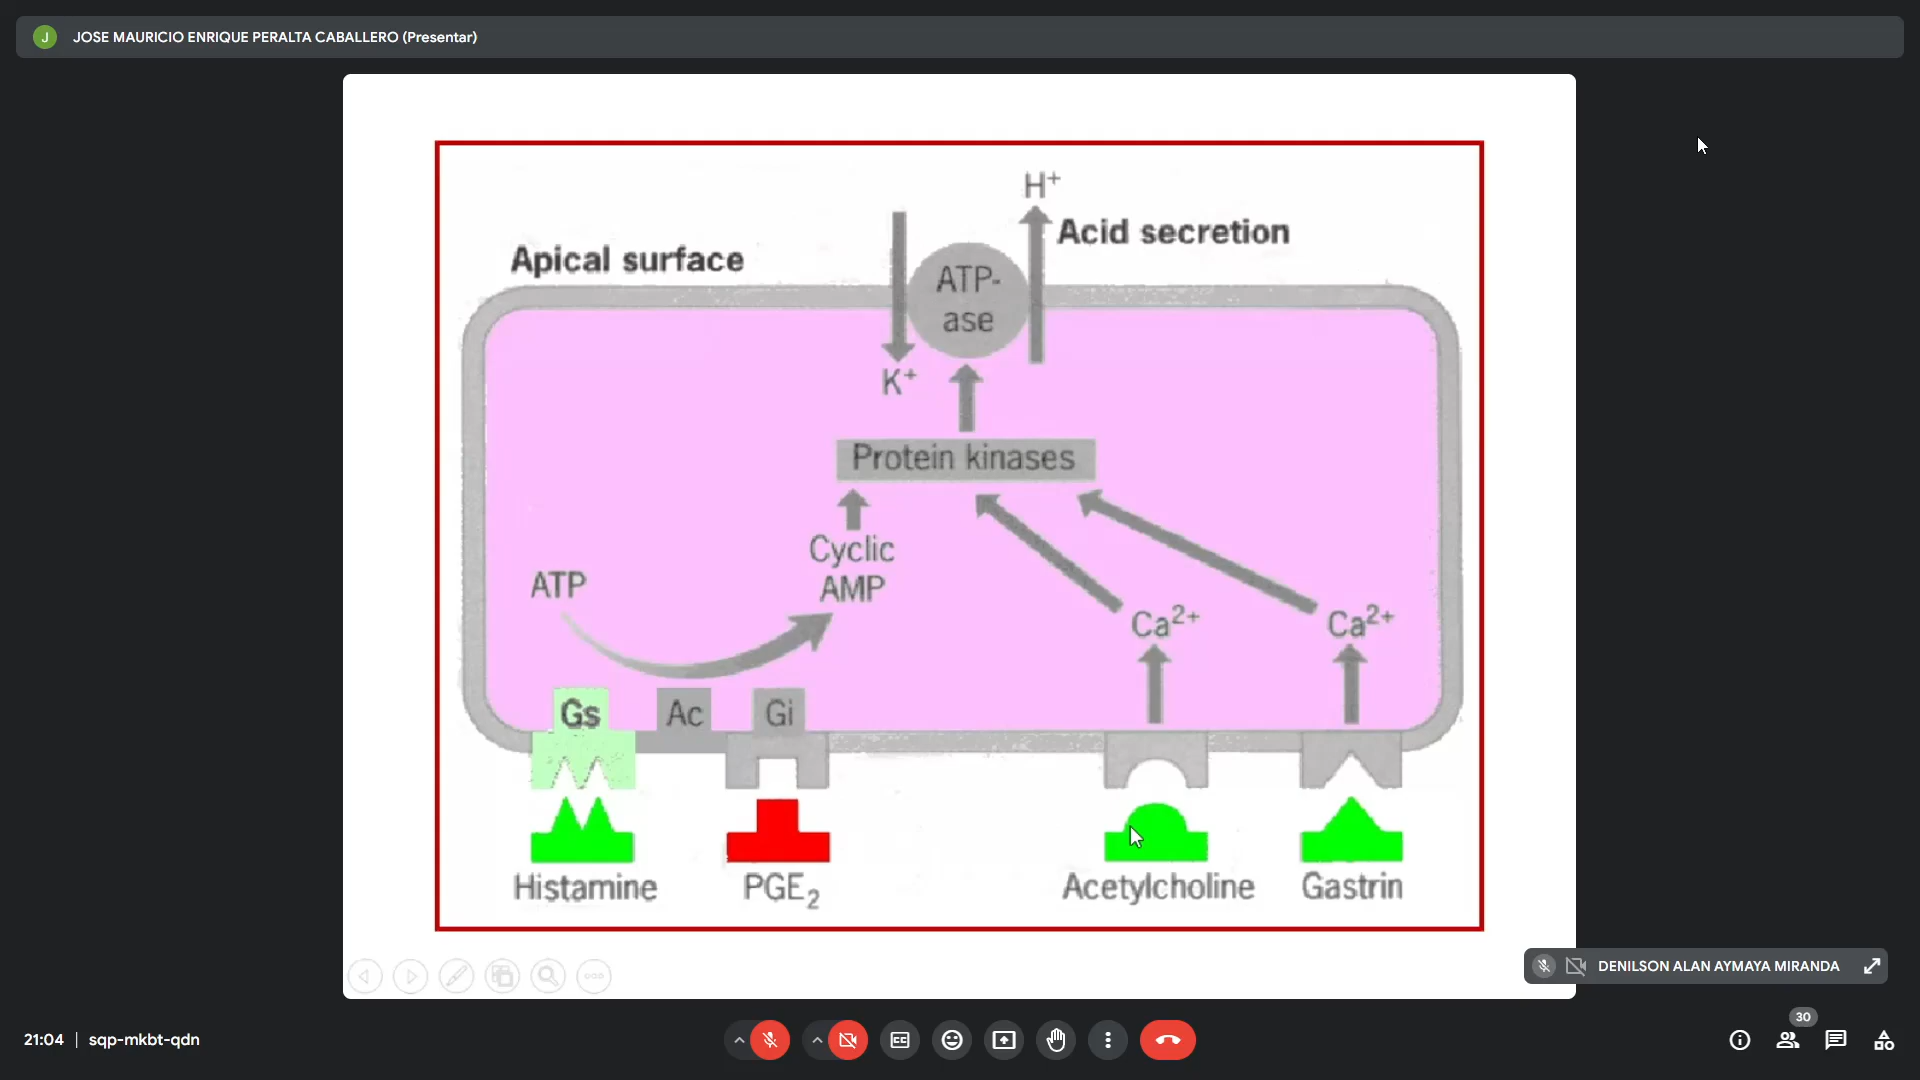 J JOSE MAURICIO ENRIQUE PERALTA CABALLERO (Presentar)
H⁺
Acid secretion
Apical surface
ATP-
ase
K⁺
Protein kinases
Cyclic
AMP
ATP
Ca²⁺
Ca²⁺
Gs
Ac
Gi
Histamine
PGE₂
Acetylcholine
Gastrin
DENILSON ALAN AYMAYA MIRANDA
21:04 | sqp-mkbt-qdn
CC
30